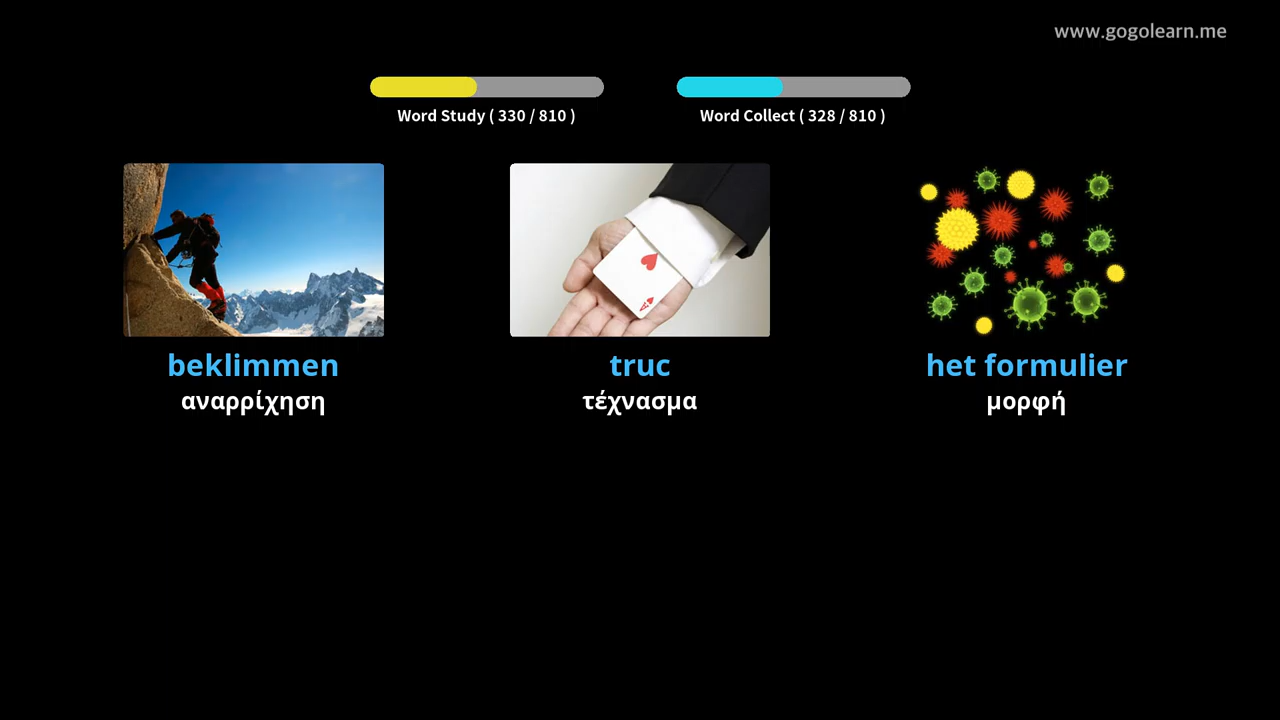 www.gogolearn.me
Word Study ( 330 / 810 )
Word Collect ( 328 / 810 )
beklimmen
αναρρίχηση
truc
τέχνασμα
het formulier
μορφή